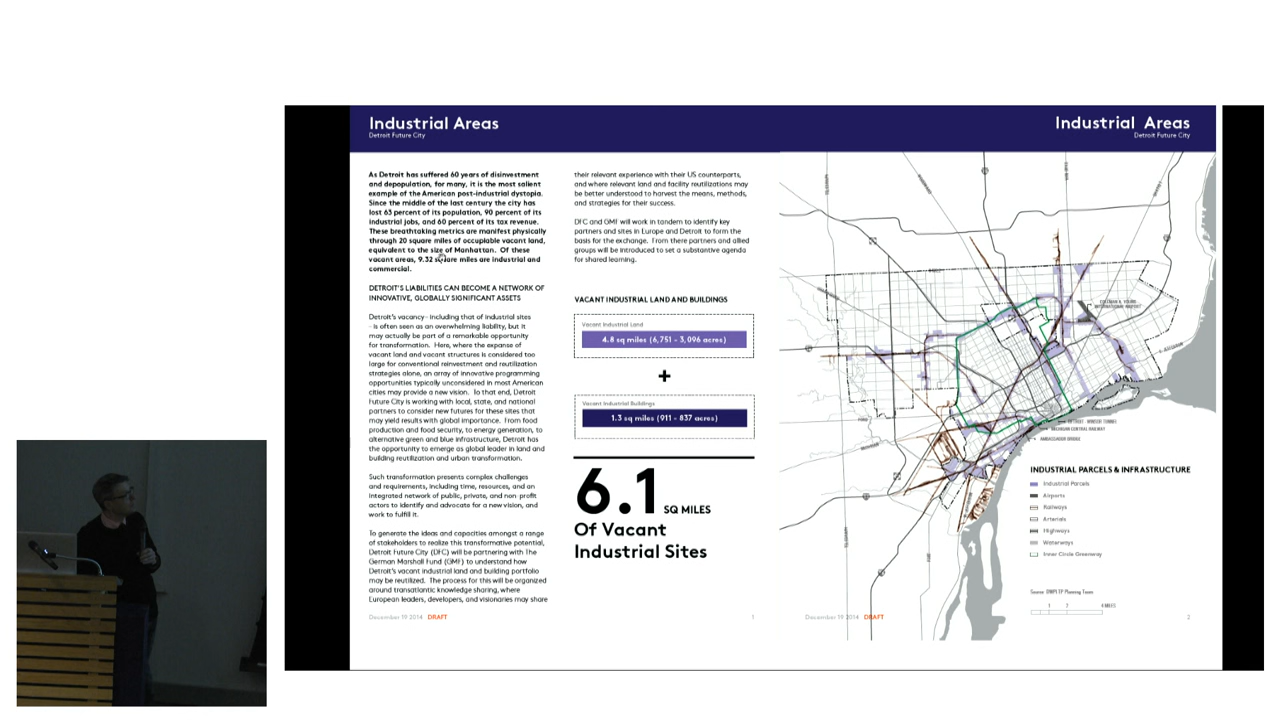 Industrial Areas
Detroit Future City
Industrial Areas
Detroit Future City
As Detroit has suffered 60 years of disinvestment
and depopulation, for many, it is the most salient
example of the American post-industrial dystopia.
Since the middle of the last century the city has
lost 63 percent of its population, 90 percent of its
industrial jobs, and 60 percent of its tax revenue.
These breathtaking metrics are manifest physically
through 20 square miles of occupiable vacant land,
equivalent to the size of Manhattan. Of these
vacant areas, 9.32 square miles are industrial and
commercial.
DETROIT'S LIABILITIES CAN BECOME A NETWORK OF
INNOVATIVE, GLOBALLY SIGNIFICANT ASSETS
Detroit's vacancy - including that of industrial sites
- is often seen as an overwhelming liability, but it
may actually be part of a remarkable opportunity
for transformation. Here, where the expanse of
vacant land and vacant structures is considered too
large for conventional reinvestment and reutilization
strategies alone, an array of innovative programming
opportunities typically unconsidered in most American
cities may provide a new vision. To that end, Detroit
Future City is working with local, state, and national
partners to consider new futures for these sites that
may yield results with global importance. From food
production and food security, to energy generation, to
alternative green and blue infrastructure, Detroit has
the opportunity to emerge as global leader in land and
building reutilization and urban transformation.
Such transformation presents complex challenges
and requirements, including time, resources, and an
integrated network of public, private, and non-profit
actors to identify and advocate for a new vision, and
work to fulfill it.
To generate the ideas and capacities amongst a range
of stakeholders to realize this transformative potential,
Detroit Future City (DFC) will be partnering with The
German Marshall Fund (GMF) to understand how
Detroit's vacant industrial land and building portfolio
may be reutilized. The process for this will be organized
around transatlantic knowledge sharing, where
European leaders, developers, and visionaries may share
their relevant experience with their US counterparts,
and where relevant land and facility reutilizations may
be better understood to harvest the means, methods,
and strategies for their success.
DFC and GMF will work in tandem to identify key
partners and sites in Europe and Detroit to form the
basis for the exchange. From there partners and allied
groups will be introduced to set a substantive agenda
for shared learning.
VACANT INDUSTRIAL LAND AND BUILDINGS
Vacant Industrial Land
4.8 sq miles (6,751 - 3,096 acres)
+
Vacant Industrial Buildings
1.3 sq miles (911 - 837 acres)
6.1 SQ MILES
Of Vacant
Industrial Sites
COLEMAN A. YOUNG
INTERNATIONAL AIRPORT
DETROIT - WINDSOR TUNNEL
MICHIGAN CENTRAL RAILWAY
AMBASSADOR BRIDGE
INDUSTRIAL PARCELS & INFRASTRUCTURE
Industrial Parcels
Airports
Railways
Arterials
Highways
Waterways
Inner Circle Greenway
1 2 4 MILES
December 19 2014 DRAFT
1
December 19 2014 DRAFT
2